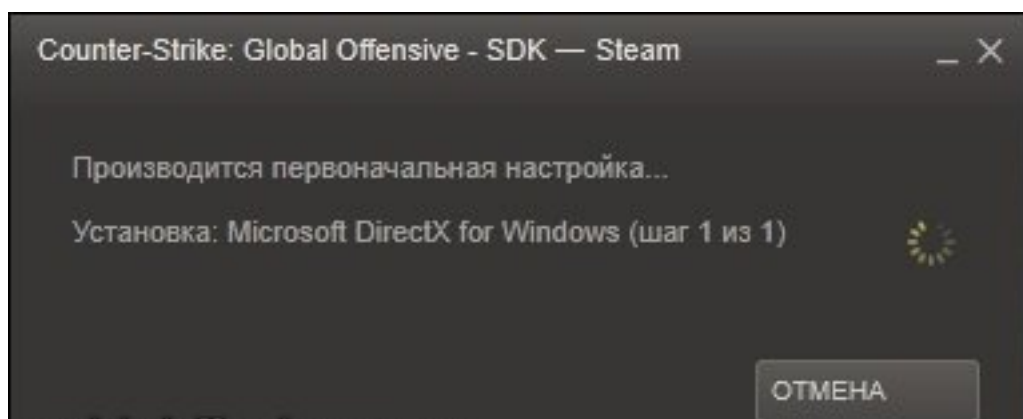 Counter-Strike: Global Offensive - SDK — Steam
Производится первоначальная настройка...
Установка: Microsoft DirectX for Windows (шаг 1 из 1)
ОТМЕНА